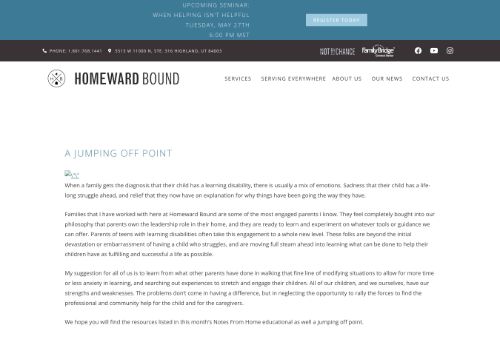 UPCOMING SEMINAR:
WHEN HELPING ISN'T HELPFUL
TUESDAY, MAY 27TH
6:00 PM MST
REGISTER TODAY
PHONE: 1.801.768.1441
5513 W 11000 N, STE. 316 HIGHLAND, UT 84003
NOT BY CHANCE
FamilyBridge
HOMEWARD BOUND
SERVICES
SERVING EVERYWHERE
ABOUT US
OUR NEWS
CONTACT US
A JUMPING OFF POINT
When a family gets the diagnosis that their child has a learning disability, there is usually a mix of emotions. Sadness that their child has a life-
long struggle ahead, and relief that they now have an explanation for why things have been going the way they have.
Families that I have worked with here at Homeward Bound are some of the most engaged parents I know. They feel completely bought into our
philosophy that parents own the leadership role in their home, and they are ready to learn and experiment on whatever tools or guidance we
can offer. Parents of teens with learning disabilities often take this engagement to a whole new level. These folks are beyond the initial
devastation or embarrassment of having a child who struggles, and are moving full steam ahead into learning what can be done to help their
children have as fulfilling and successful a life as possible.
My suggestion for all of us is to learn from what other parents have done in walking that fine line of modifying situations to allow for more time
or less anxiety in learning, and searching out experiences to stretch and engage their children. All of our children, and we ourselves, have our
strengths and weaknesses. The problems don't come in having a difference, but in neglecting the opportunity to rally the forces to find the
professional and community help for the child and for the caregivers.
We hope you will find the resources listed in this month's Notes From Home educational as well a jumping off point.